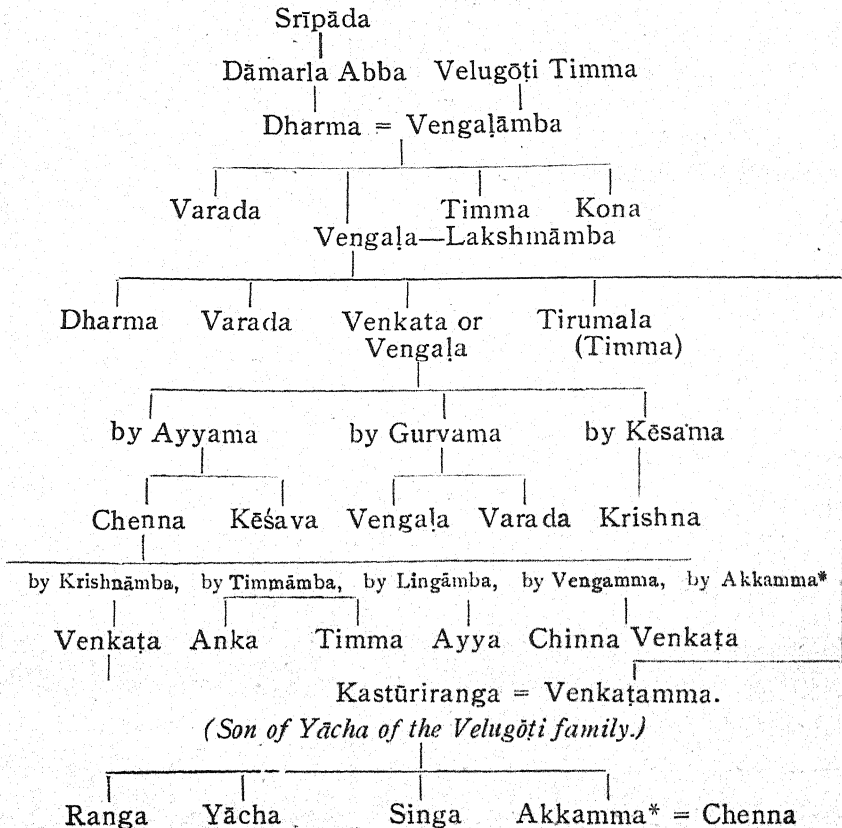 Srīpāda
Dāmarla Abba Velugōṭi Timma
Dharma = Vengaḷāmba
Varada Timma Kona
Vengaḷa—Lakshmāmba
Dharma Varada Venkata or Tirumala
Vengaḷa (Timma)
by Ayyama by Gurvama by Kēsama
Chenna Kēśava Vengaḷa Varada Krishna
by Krishnāmba, by Timmāmba, by Lingāmba, by Vengamma, by Akkamma*
Venkaṭa Anka Timma Ayya Chinna Venkaṭa
Kastūriranga = Venkaṭamma.
(Son of Yācha of the Velugōṭi family.)
Ranga Yācha Singa Akkamma* = Chenna